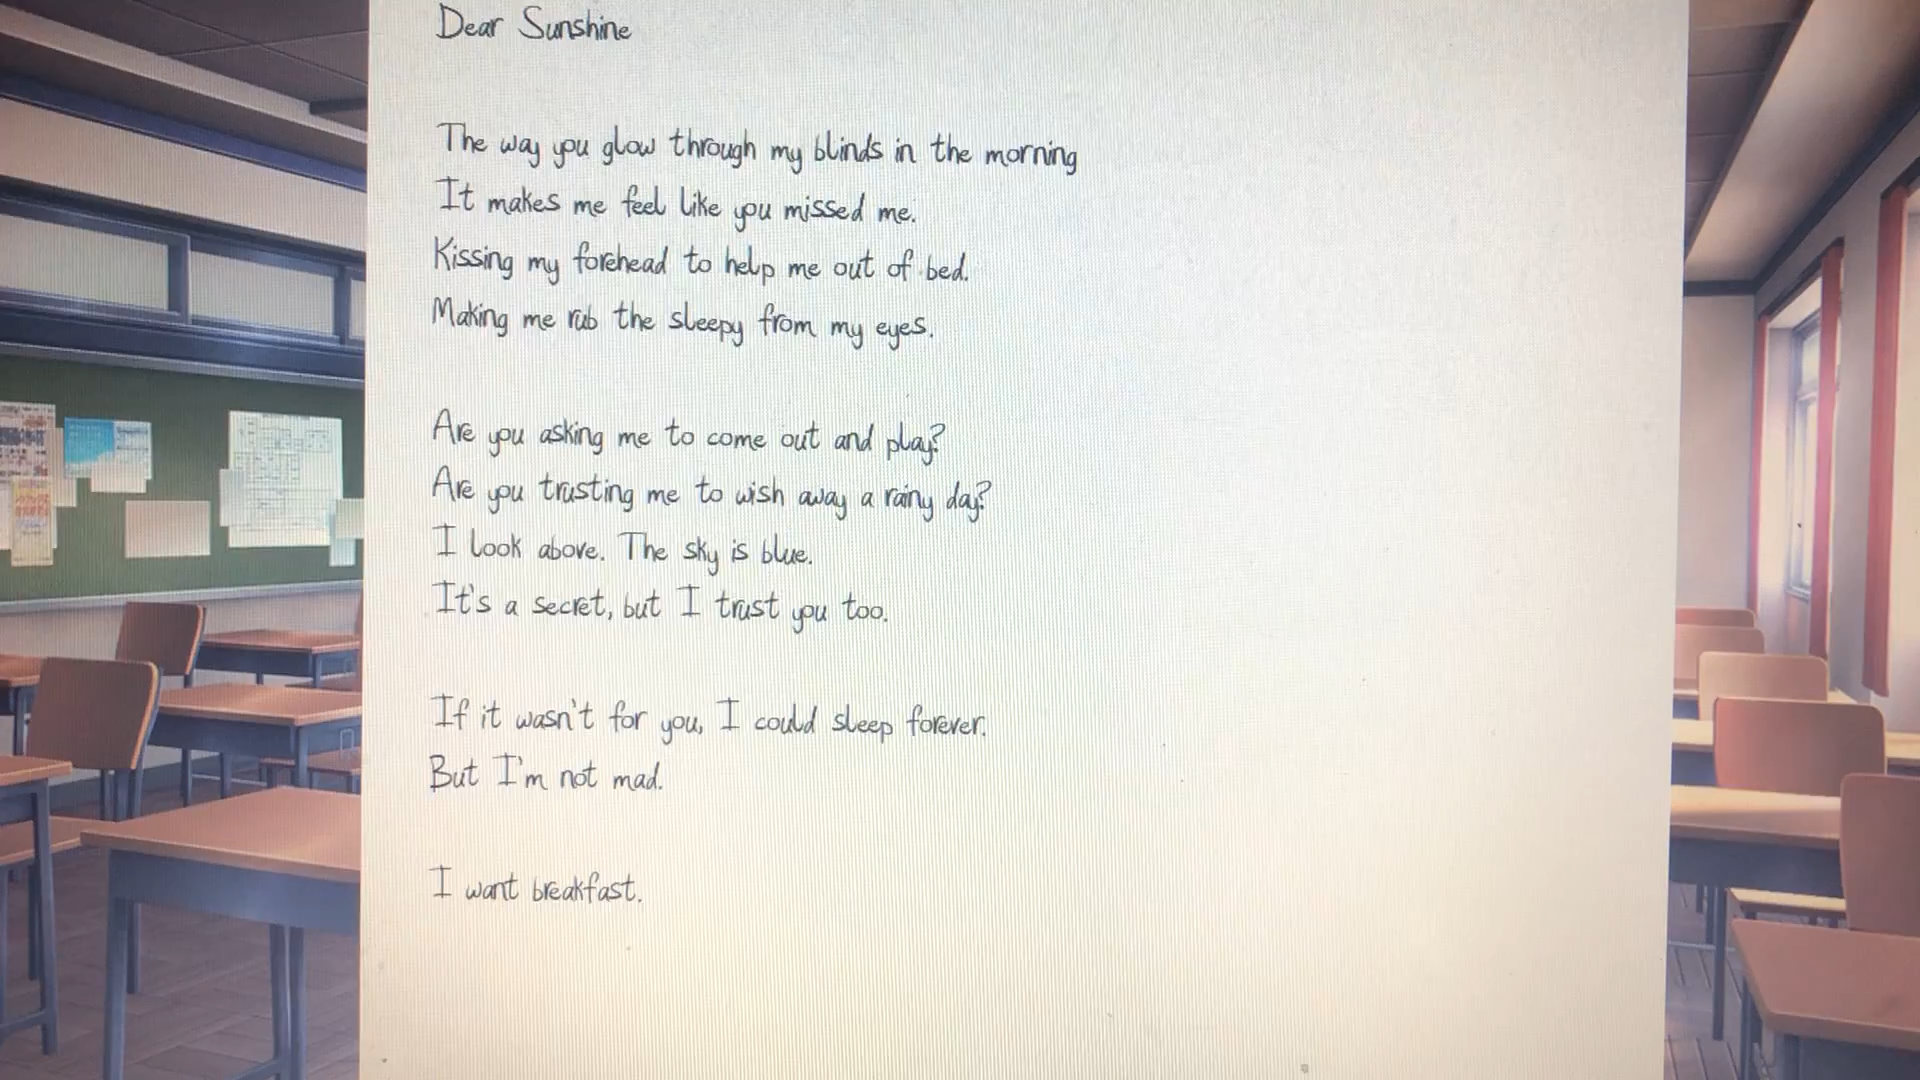 Dear Sunshine
The way you glow through my blinds in the morning
It makes me feel like you missed me.
Kissing my forehead to help me out of bed.
Making me rub the sleepy from my eyes.
Are you asking me to come out and play?
Are you trusting me to wish away a rainy day?
I look above. The sky is blue.
It's a secret, but I trust you too.
If it wasn't for you, I could sleep forever.
But I'm not mad.
I want breakfast.